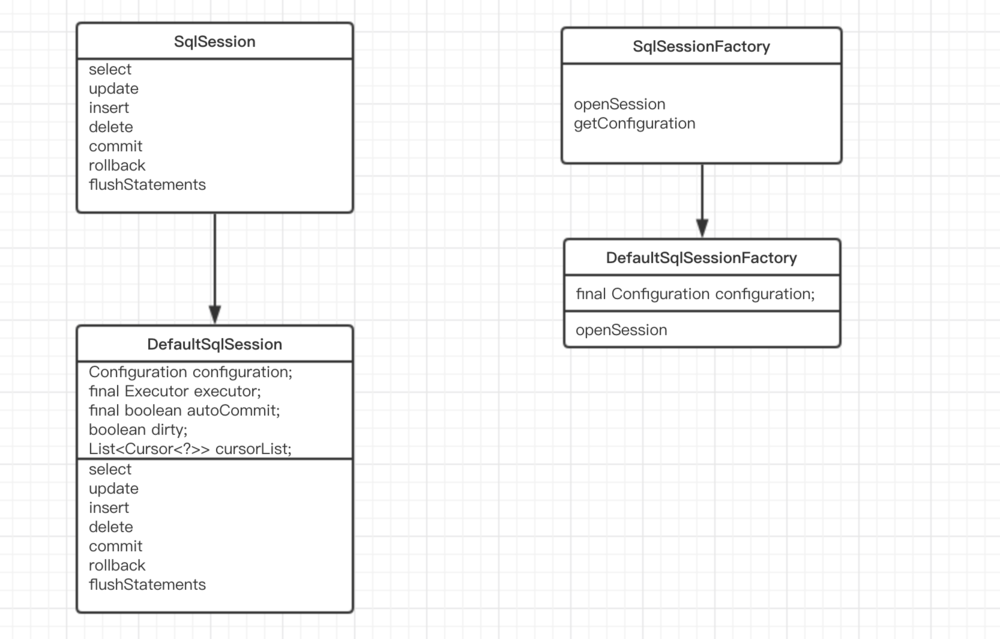 SqlSession
select
update
insert
delete
commit
rollback
flushStatements
DefaultSqlSession
Configuration configuration;
final Executor executor;
final boolean autoCommit;
boolean dirty;
List<Cursor<?>> cursorList;
select
update
insert
delete
commit
rollback
flushStatements
SqlSessionFactory
openSession
getConfiguration
DefaultSqlSessionFactory
final Configuration configuration;
openSession